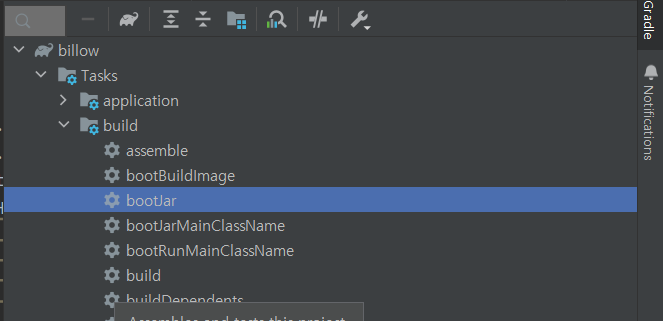 billow
Tasks
application
build
assemble
bootBuildImage
bootJar
bootJarMainClassName
bootRunMainClassName
build
buildDependents
Assembles and tests this project
Gradle
Notifications